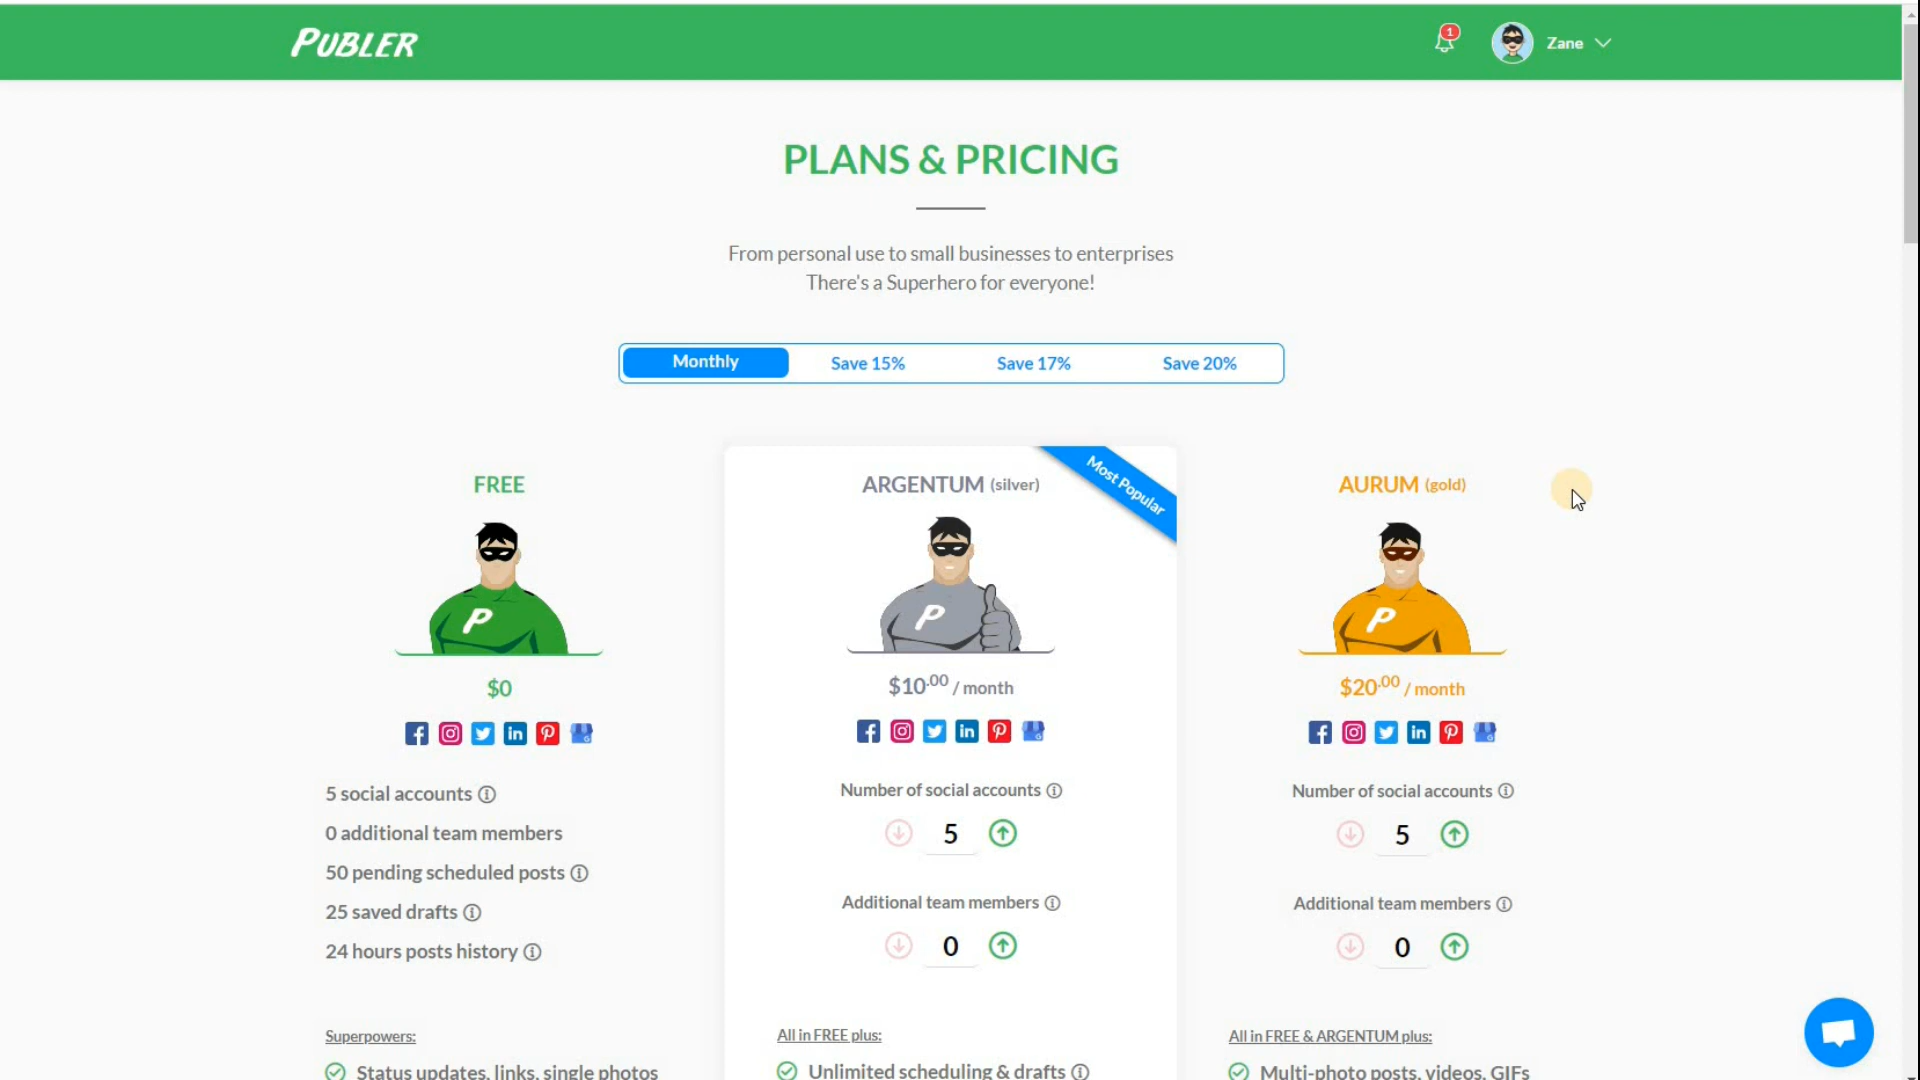 PUBLER
1
Zane
PLANS & PRICING
From personal use to small businesses to enterprises
There's a Superhero for everyone!
Monthly
Save 15%
Save 17%
Save 20%
FREE
P
$0
5 social accounts
0 additional team members
50 pending scheduled posts
25 saved drafts
24 hours posts history
Superpowers:
Status updates, links, single photos
Most Popular
ARGENTUM (silver)
P
$10.00 / month
Number of social accounts
5
Additional team members
0
All in FREE plus:
Unlimited scheduling & drafts
AURUM (gold)
P
$20.00 / month
Number of social accounts
5
Additional team members
0
All in FREE & ARGENTUM plus:
Multi-photo posts, videos, GIFs